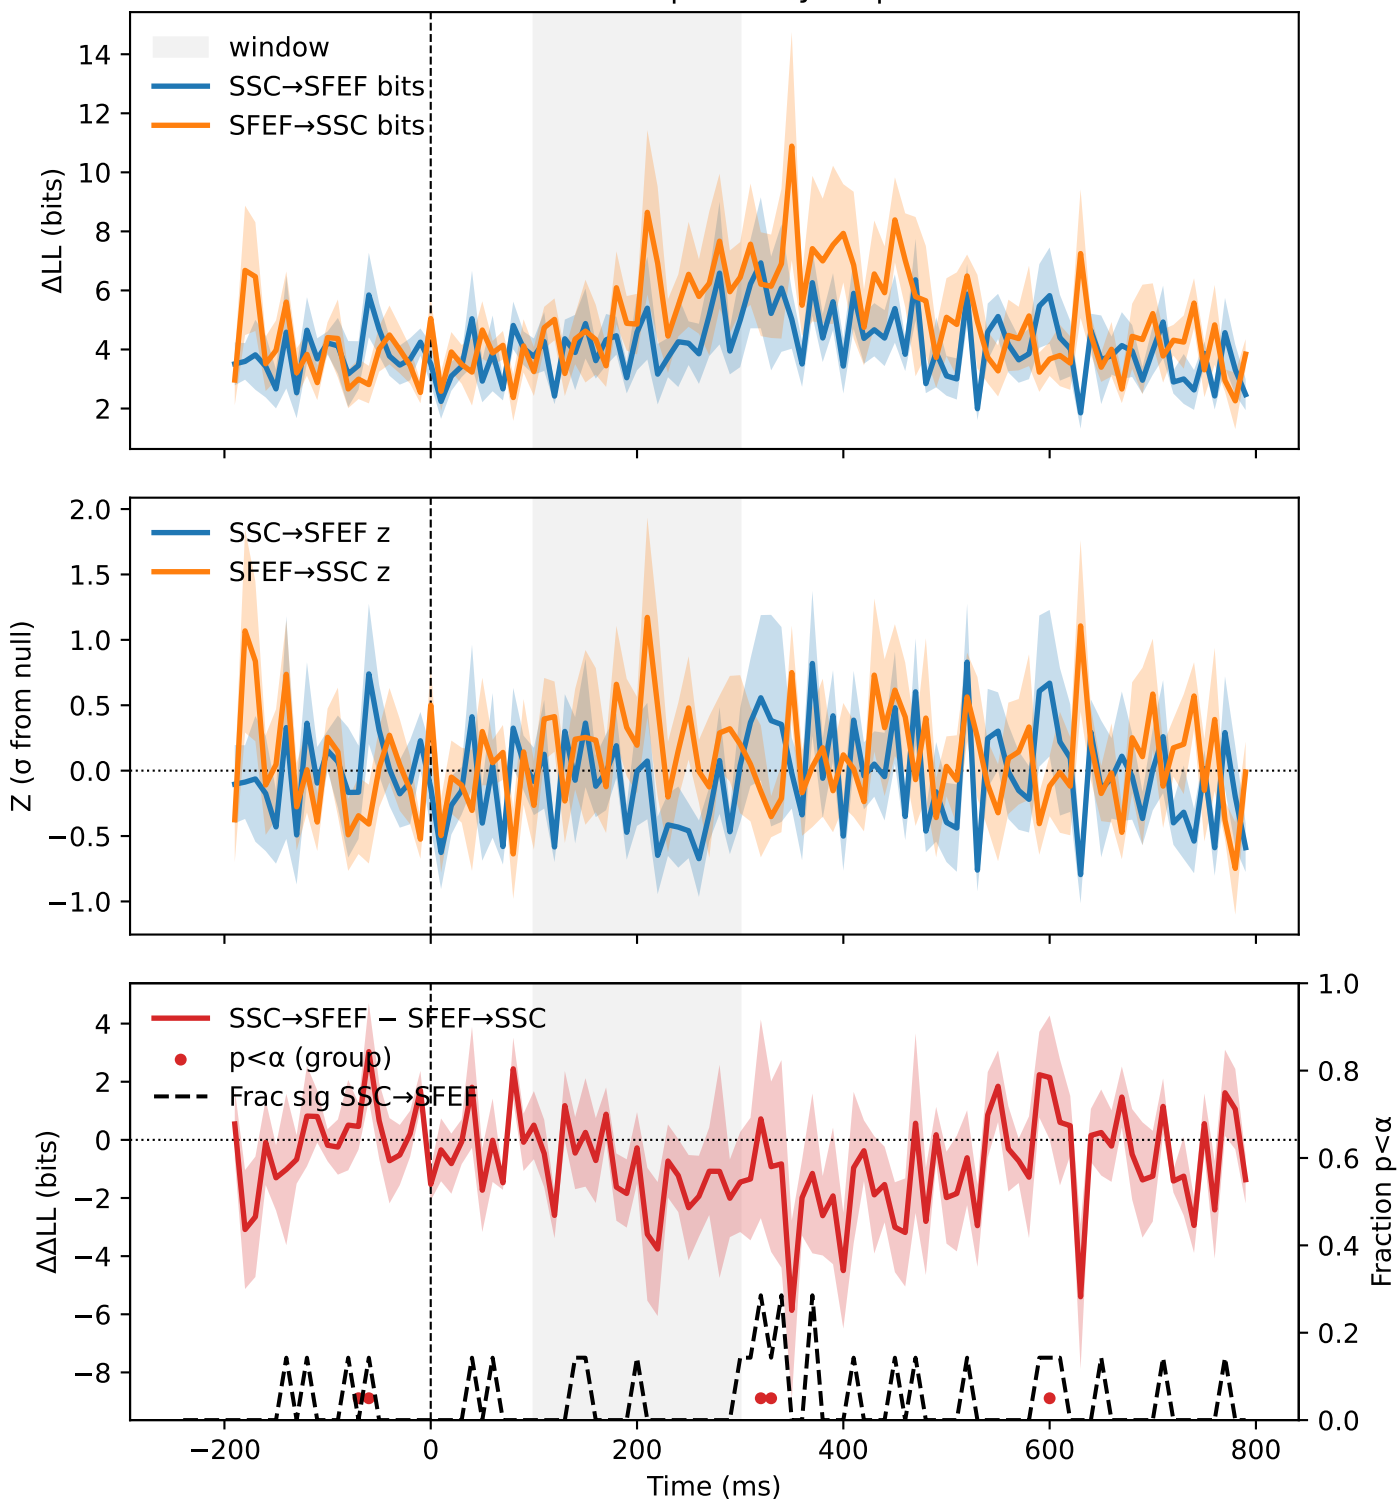 window
SSC→SFEF bits
SFEF→SSC bits
ΔLL (bits)
14
12
10
8
6
4
2
SSC→SFEF z
SFEF→SSC z
Z (σ from null)
2.0
1.5
1.0
0.5
0.0
−0.5
−1.0
SSC→SFEF − SFEF→SSC
p<α (group)
Frac sig SSC→SFEF
ΔΔLL (bits)
4
2
0
−2
−4
−6
−8
1.0
0.8
0.6
0.4
0.2
0.0
Fraction p<α
−200
0
200
400
600
800
Time (ms)